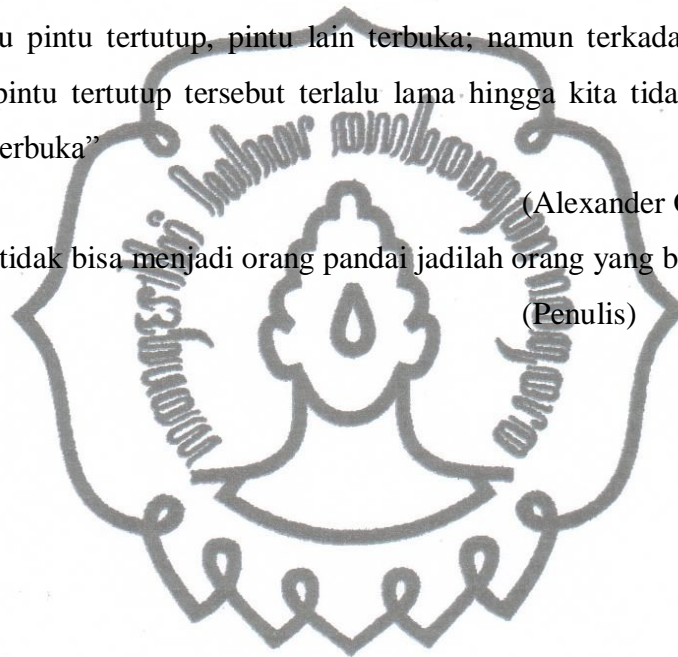 u pintu tertutup, pintu lain terbuka; namun terkada
pintu tertutup tersebut terlalu lama hingga kita tida
erbuka”
(Alexander
tidak bisa menjadi orang pandai jadilah orang yang b
(Penulis)